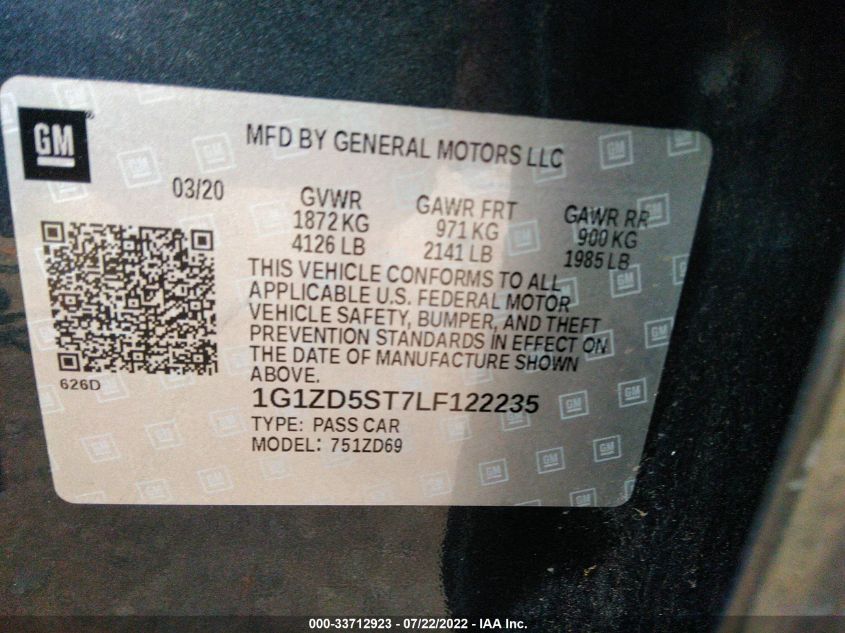 GM
MFD BY GENERAL MOTORS LLC
03/20
GVWR
1872 KG
4126 LB
GAWR FRT
971 KG
2141 LB
GAWR RR
900 KG
1985 LB
THIS VEHICLE CONFORMS TO ALL
APPLICABLE U.S. FEDERAL MOTOR
VEHICLE SAFETY, BUMPER, AND THEFT
PREVENTION STANDARDS IN EFFECT ON
THE DATE OF MANUFACTURE SHOWN
ABOVE.
626D
1G1ZD5ST7LF122235
TYPE: PASS CAR
MODEL: 751ZD69
000-33712923 - 07/22/2022 - IAA Inc.